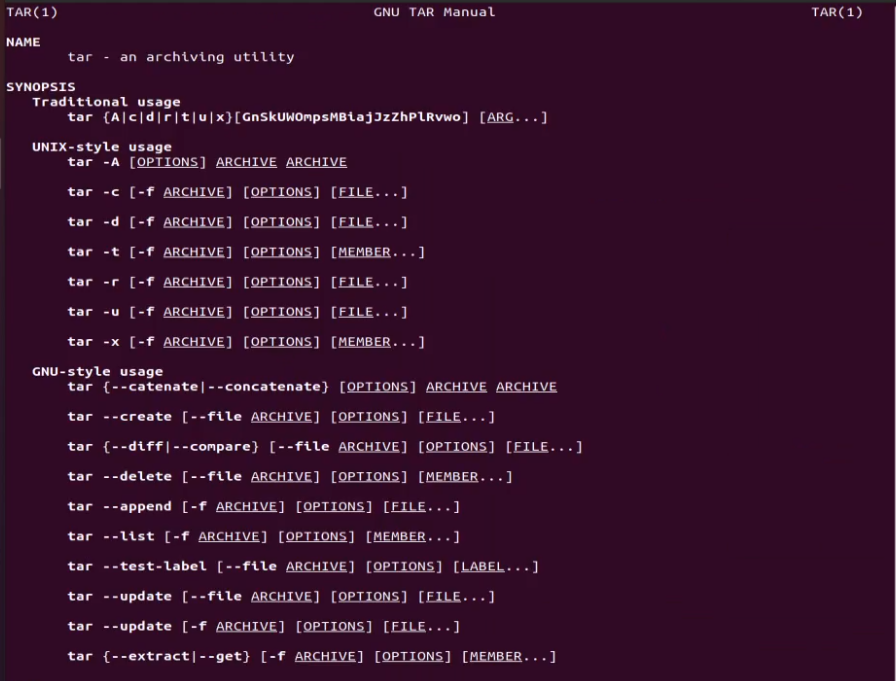 TAR(1) GNU TAR Manual TAR(1)
NAME
tar - an archiving utility
SYNOPSIS
Traditional usage
tar {A|c|d|r|t|u|x}[GnSkUWOmpsMBiajJzZhPlRvwo] [ARG...]
UNIX-style usage
tar -A [OPTIONS] ARCHIVE ARCHIVE
tar -c [-f ARCHIVE] [OPTIONS] [FILE...]
tar -d [-f ARCHIVE] [OPTIONS] [FILE...]
tar -t [-f ARCHIVE] [OPTIONS] [MEMBER...]
tar -r [-f ARCHIVE] [OPTIONS] [FILE...]
tar -u [-f ARCHIVE] [OPTIONS] [FILE...]
tar -x [-f ARCHIVE] [OPTIONS] [MEMBER...]
GNU-style usage
tar {--catenate|--concatenate} [OPTIONS] ARCHIVE ARCHIVE
tar --create [--file ARCHIVE] [OPTIONS] [FILE...]
tar {--diff|--compare} [--file ARCHIVE] [OPTIONS] [FILE...]
tar --delete [--file ARCHIVE] [OPTIONS] [MEMBER...]
tar --append [-f ARCHIVE] [OPTIONS] [FILE...]
tar --list [-f ARCHIVE] [OPTIONS] [MEMBER...]
tar --test-label [--file ARCHIVE] [OPTIONS] [LABEL...]
tar --update [--file ARCHIVE] [OPTIONS] [FILE...]
tar --update [-f ARCHIVE] [OPTIONS] [FILE...]
tar {--extract|--get} [-f ARCHIVE] [OPTIONS] [MEMBER...]